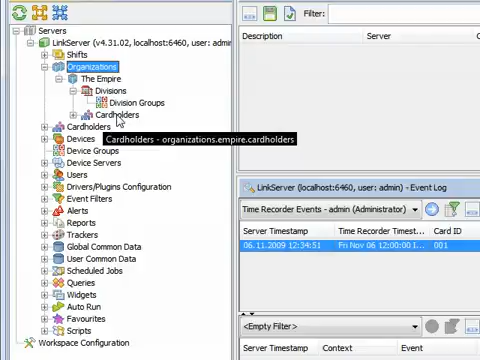 Filter:
Servers
LinkServer (v4.31.02, localhost:6460, user: admin
Shifts
Organizations
The Empire
Divisions
Division Groups
Cardholders
Cardholders
Devices
Device Groups
Device Servers
Users
Drivers/Plugins Configuration
Event Filters
Alerts
Reports
Trackers
Global Common Data
User Common Data
Scheduled Jobs
Queries
Widgets
Auto Run
Favourites
Scripts
Workspace Configuration
Cardholders - organizations.empire.cardholders
Description Server C
LinkServer (localhost:6460, user: admin) - Event Log
Time Recorder Events - admin (Administrator)
Server Timestamp Time Recorder Timest... Card ID
06.11.2009 12:34:51 Fri Nov 06 12:00:00 I... 001
<Empty Filter>
Server Timestamp Context Event